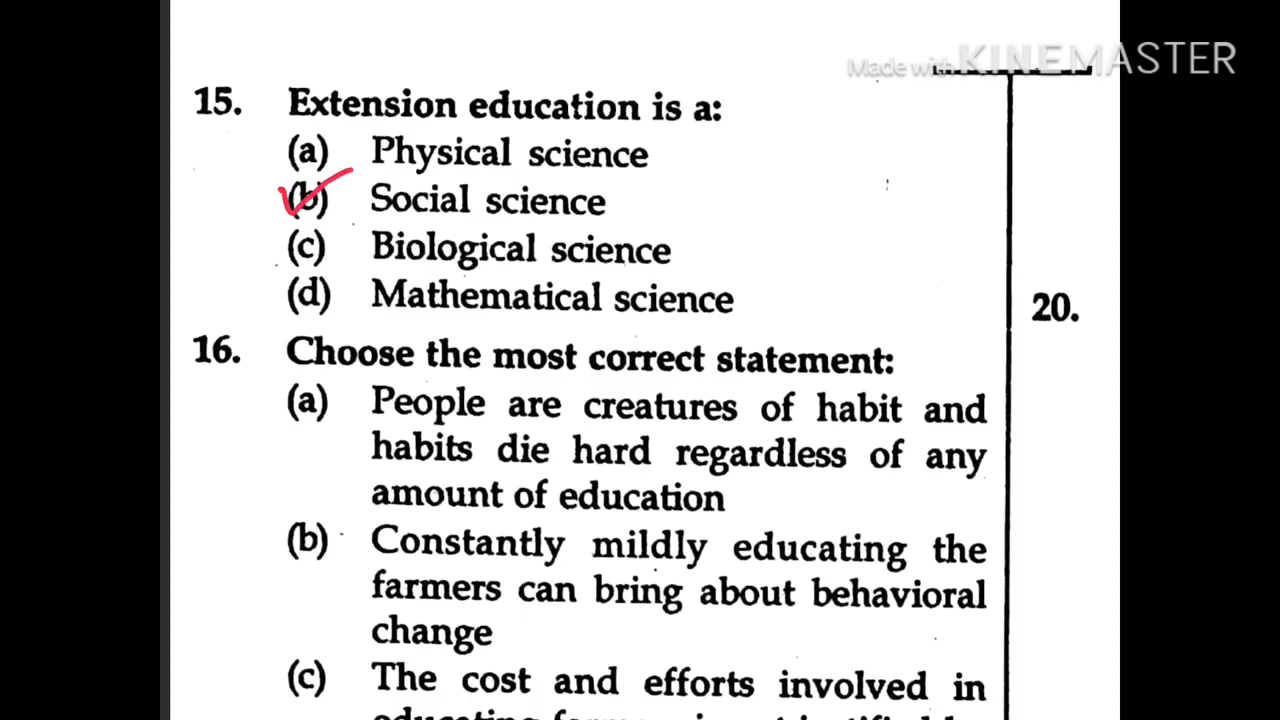 Made with KINEMASTER
15. Extension education is a:
(a) Physical science
(b) Social science
(c) Biological science
(d) Mathematical science
16. Choose the most correct statement:
(a) People are creatures of habit and
habits die hard regardless of any
amount of education
(b) Constantly mildly educating the
farmers can bring about behavioral
change
(c) The cost and efforts involved in
20.